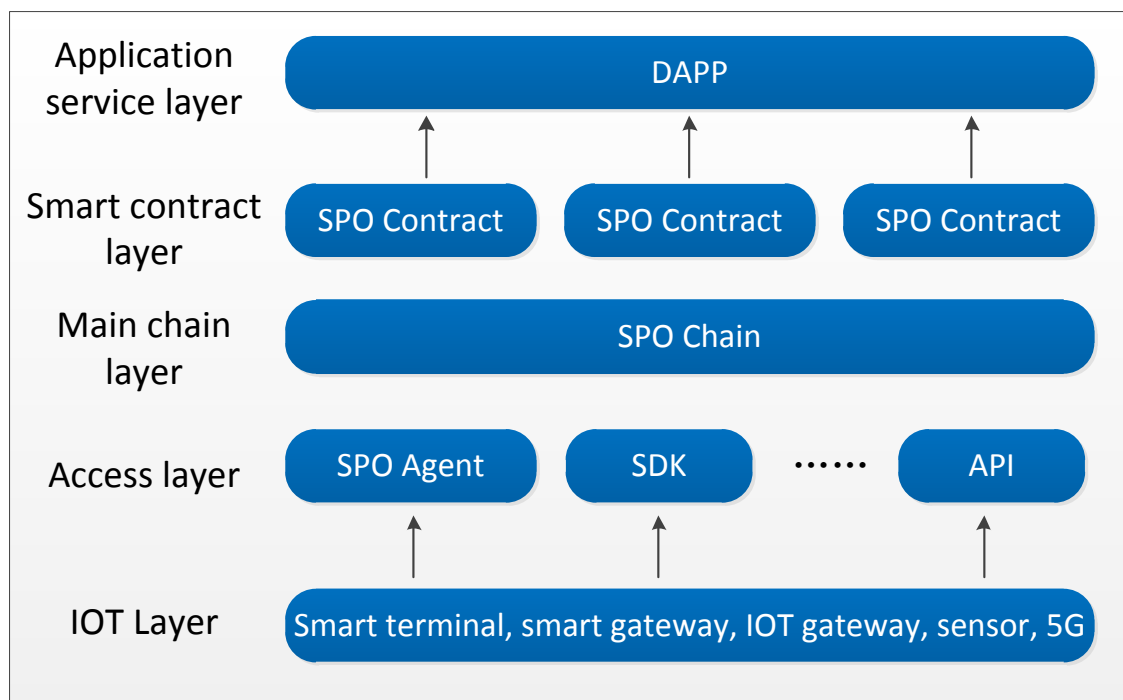 Application
service layer
DAPP
Smart contract
layer
SPO Contract
SPO Contract
SPO Contract
Main chain
layer
SPO Chain
Access layer
SPO Agent
SDK
……
API
IOT Layer
Smart terminal, smart gateway, IOT gateway, sensor, 5G